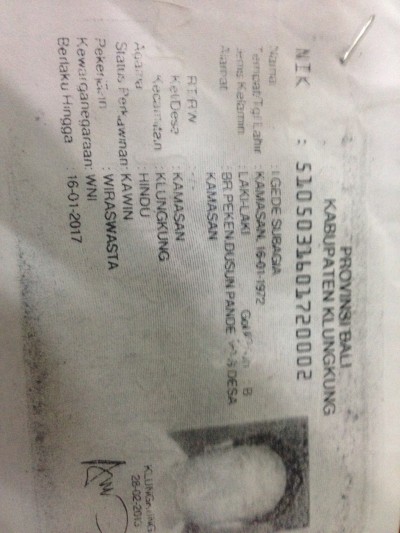 PROVINSI BALI
KABUPATEN KLUNGKUNG
NIK : 5105031601720002
Nama : I GEDE SUBAGIA
Tempat/Tgl Lahir : KAMASAN, 16-01-1972
Jenis Kelamin : LAKI-LAKI Gol B
Alamat : BR.PEKEN,DUSUN PANDE DESA
KAMASAN
RT/RW
Kel/Desa : KAMASAN
Kecamatan : KLUNGKUNG
Agama : HINDU
Status Perkawinan: KAWIN
Pekerjaan : WIRASWASTA
Kewarganegaraan: WNI
Berlaku Hingga : 16-01-2017
KLUNGKUNG
28-02-2013